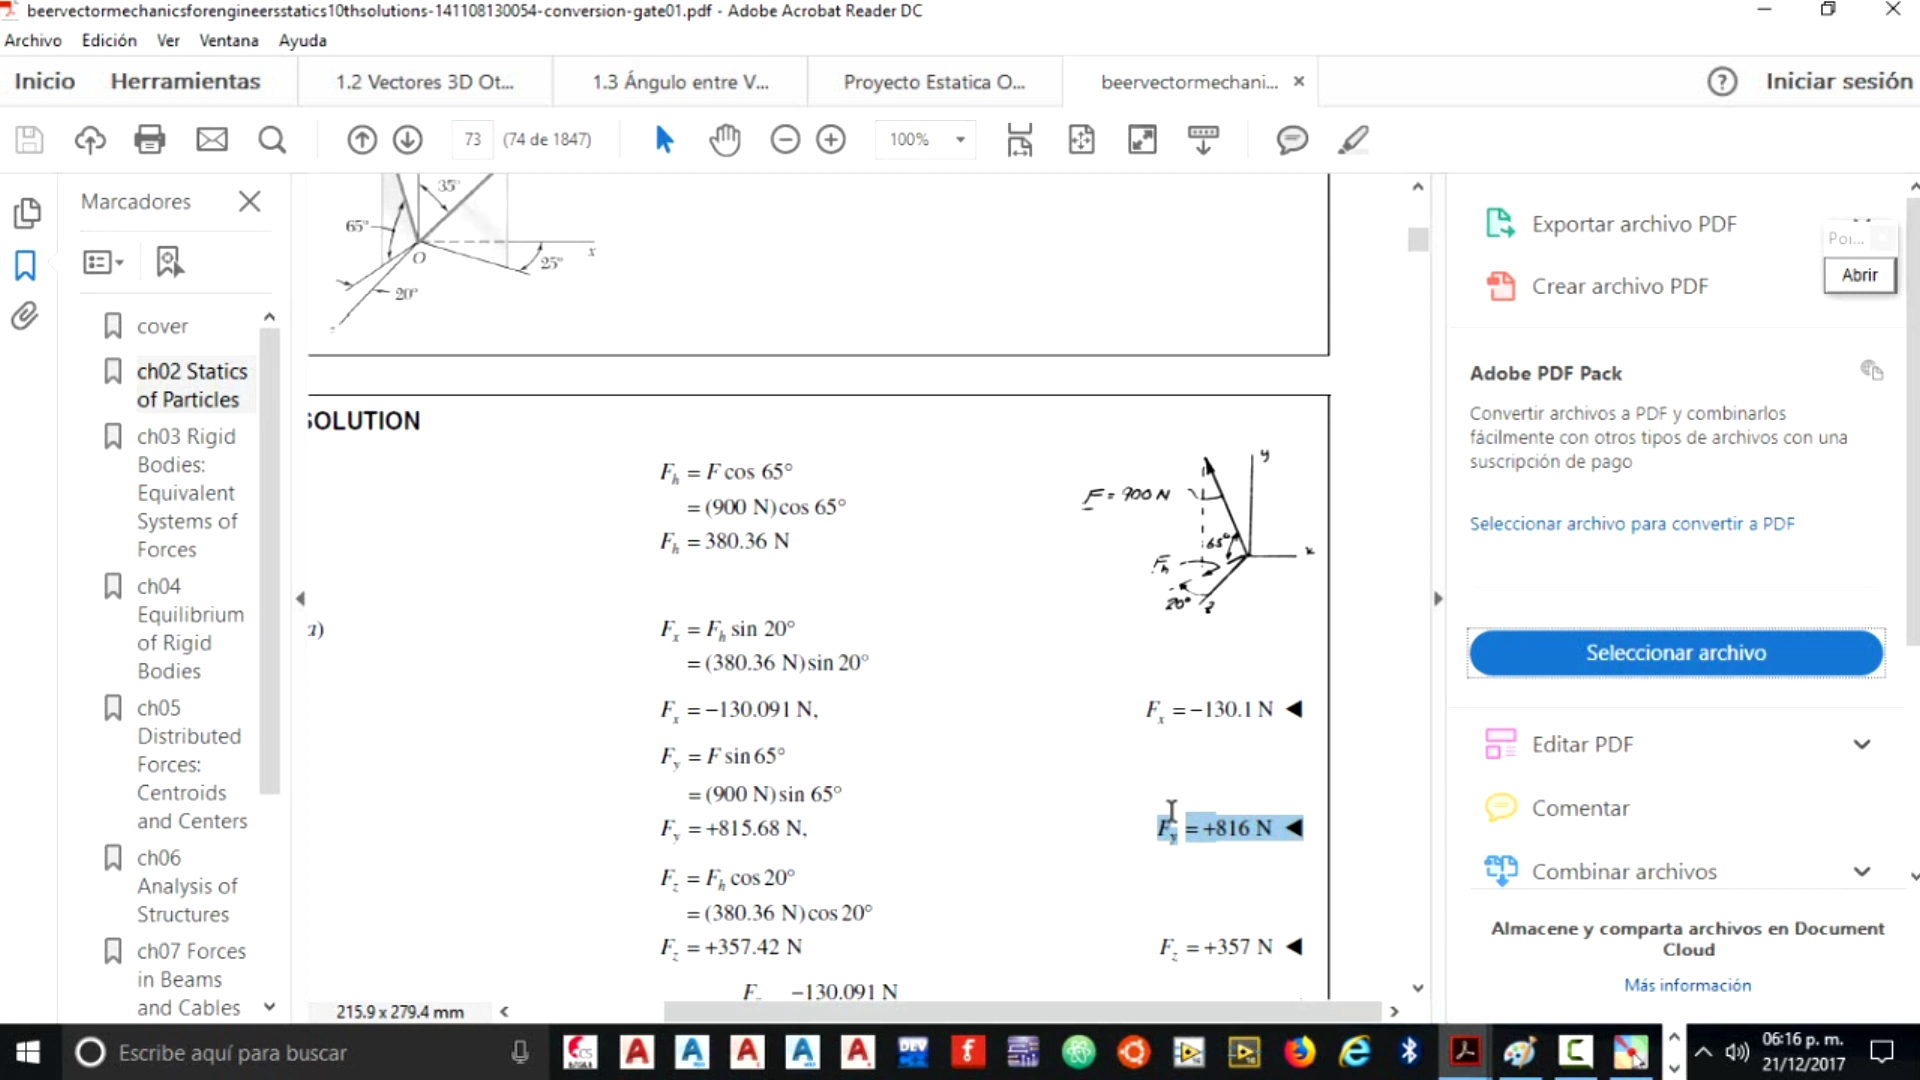 beervectormechanicsforengineersstatics10thsolutions-141108130054-conversion-gate01.pdf - Adobe Acrobat Reader DC
Archivo Edición Ver Ventana Ayuda
Inicio Herramientas 1.2 Vectores 3D Ot... 1.3 Ángulo entre V... Proyecto Estatica O... beervectormechani... × ? Iniciar sesión
73 (74 de 1847) 100%
Marcadores
cover
ch02 Statics
of Particles
ch03 Rigid
Bodies:
Equivalent
Systems of
Forces
ch04
Equilibrium
of Rigid
Bodies
ch05
Distributed
Forces:
Centroids
and Centers
ch06
Analysis of
Structures
ch07 Forces
in Beams
and Cables
35°
65°
O
x
25°
20°
SOLUTION
F_h = F cos 65°
= (900 N) cos 65°
F_h = 380.36 N
y
F = 900 N
65°
x
F_h
20°
z
a)
F_x = F_h sin 20°
= (380.36 N) sin 20°
F_x = −130.091 N, F_x = −130.1 N ◀
F_y = F sin 65°
= (900 N) sin 65°
F_y = +815.68 N, F_y = +816 N ◀
F_z = F_h cos 20°
= (380.36 N) cos 20°
F_z = +357.42 N F_z = +357 N ◀
−130.091 N
215.9 x 279.4 mm
Exportar archivo PDF
Poi...
Abrir
Crear archivo PDF
Adobe PDF Pack
Convertir archivos a PDF y combinarlos
fácilmente con otros tipos de archivos con una
suscripción de pago
Seleccionar archivo para convertir a PDF
Seleccionar archivo
Editar PDF
Comentar
Combinar archivos
Almacene y comparta archivos en Document
Cloud
Más información
Escribe aquí para buscar
DEV
06:16 p. m.
21/12/2017